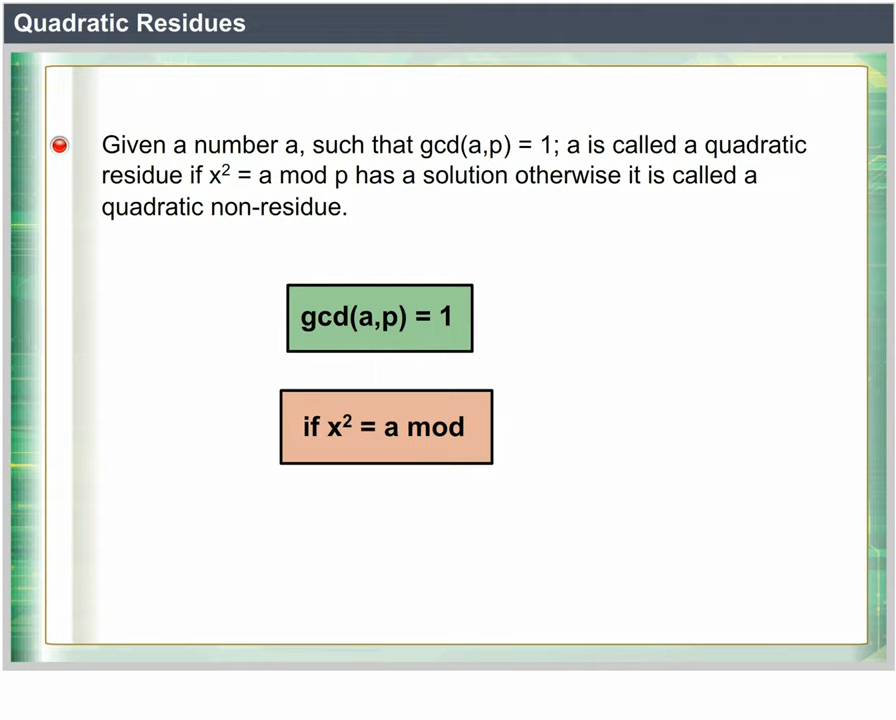 Quadratic Residues
Given a number a, such that gcd(a,p) = 1; a is called a quadratic
residue if x² = a mod p has a solution otherwise it is called a
quadratic non-residue.
gcd(a,p) = 1
if x² = a mod